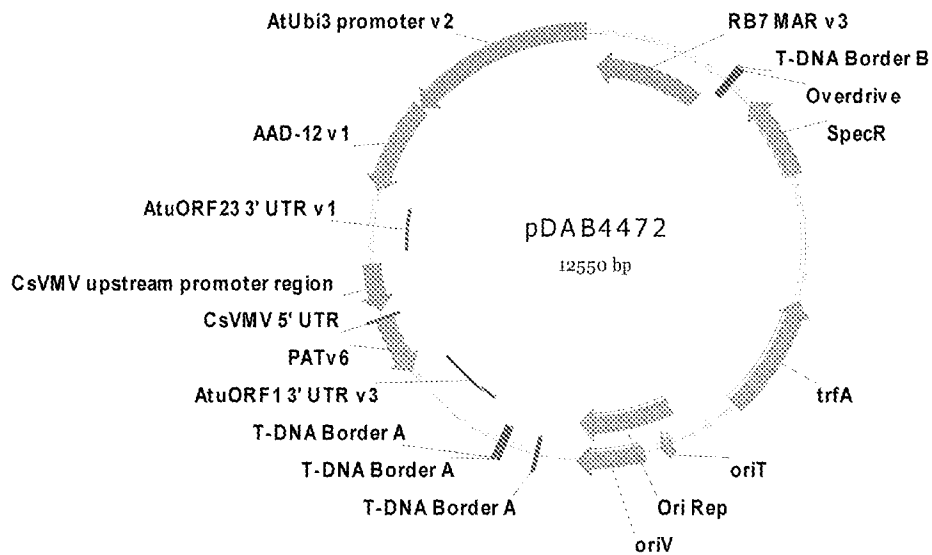 AtUbi3 promoter v2
RB7 MAR v3
T-DNA Border B
Overdrive
SpecR
AAD-12 v1
AtuORF23 3' UTR v1
pDAB4472
12550 bp
CsVMV upstream promoter region
CsVMV 5' UTR
PATv6
AtuORF1 3' UTR v3
trfA
T-DNA Border A
T-DNA Border A
T-DNA Border A
oriT
Ori Rep
oriV